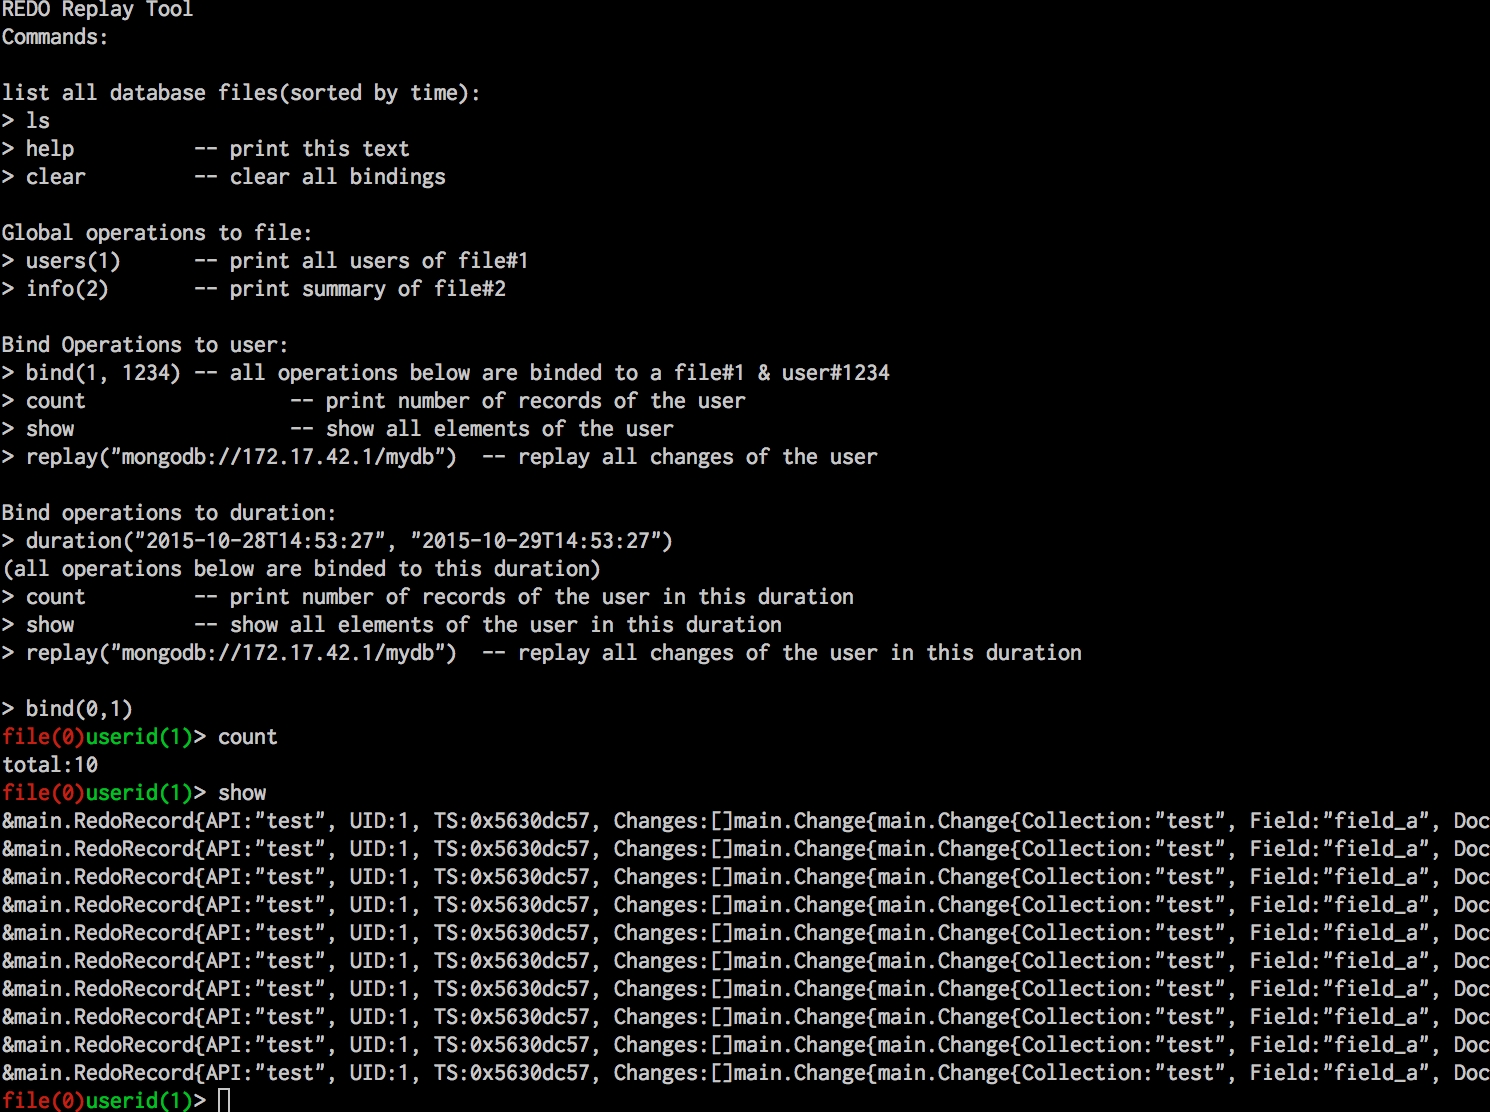 REDO Replay Tool
Commands:
list all database files(sorted by time):
> ls
> help          -- print this text
> clear         -- clear all bindings
Global operations to file:
> users(1)      -- print all users of file#1
> info(2)       -- print summary of file#2
Bind Operations to user:
> bind(1, 1234) -- all operations below are binded to a file#1 & user#1234
> count                 -- print number of records of the user
> show                  -- show all elements of the user
> replay("mongodb://172.17.42.1/mydb")  -- replay all changes of the user
Bind operations to duration:
> duration("2015-10-28T14:53:27", "2015-10-29T14:53:27")
(all operations below are binded to this duration)
> count         -- print number of records of the user in this duration
> show          -- show all elements of the user in this duration
> replay("mongodb://172.17.42.1/mydb")  -- replay all changes of the user in this duration
> bind(0,1)
file(0)userid(1)> count
total:10
file(0)userid(1)> show
&main.RedoRecord{API:"test", UID:1, TS:0x5630dc57, Changes:[]main.Change{main.Change{Collection:"test", Field:"field_a", Doc
&main.RedoRecord{API:"test", UID:1, TS:0x5630dc57, Changes:[]main.Change{main.Change{Collection:"test", Field:"field_a", Doc
&main.RedoRecord{API:"test", UID:1, TS:0x5630dc57, Changes:[]main.Change{main.Change{Collection:"test", Field:"field_a", Doc
&main.RedoRecord{API:"test", UID:1, TS:0x5630dc57, Changes:[]main.Change{main.Change{Collection:"test", Field:"field_a", Doc
&main.RedoRecord{API:"test", UID:1, TS:0x5630dc57, Changes:[]main.Change{main.Change{Collection:"test", Field:"field_a", Doc
&main.RedoRecord{API:"test", UID:1, TS:0x5630dc57, Changes:[]main.Change{main.Change{Collection:"test", Field:"field_a", Doc
&main.RedoRecord{API:"test", UID:1, TS:0x5630dc57, Changes:[]main.Change{main.Change{Collection:"test", Field:"field_a", Doc
&main.RedoRecord{API:"test", UID:1, TS:0x5630dc57, Changes:[]main.Change{main.Change{Collection:"test", Field:"field_a", Doc
&main.RedoRecord{API:"test", UID:1, TS:0x5630dc57, Changes:[]main.Change{main.Change{Collection:"test", Field:"field_a", Doc
&main.RedoRecord{API:"test", UID:1, TS:0x5630dc57, Changes:[]main.Change{main.Change{Collection:"test", Field:"field_a", Doc
file(0)userid(1)>